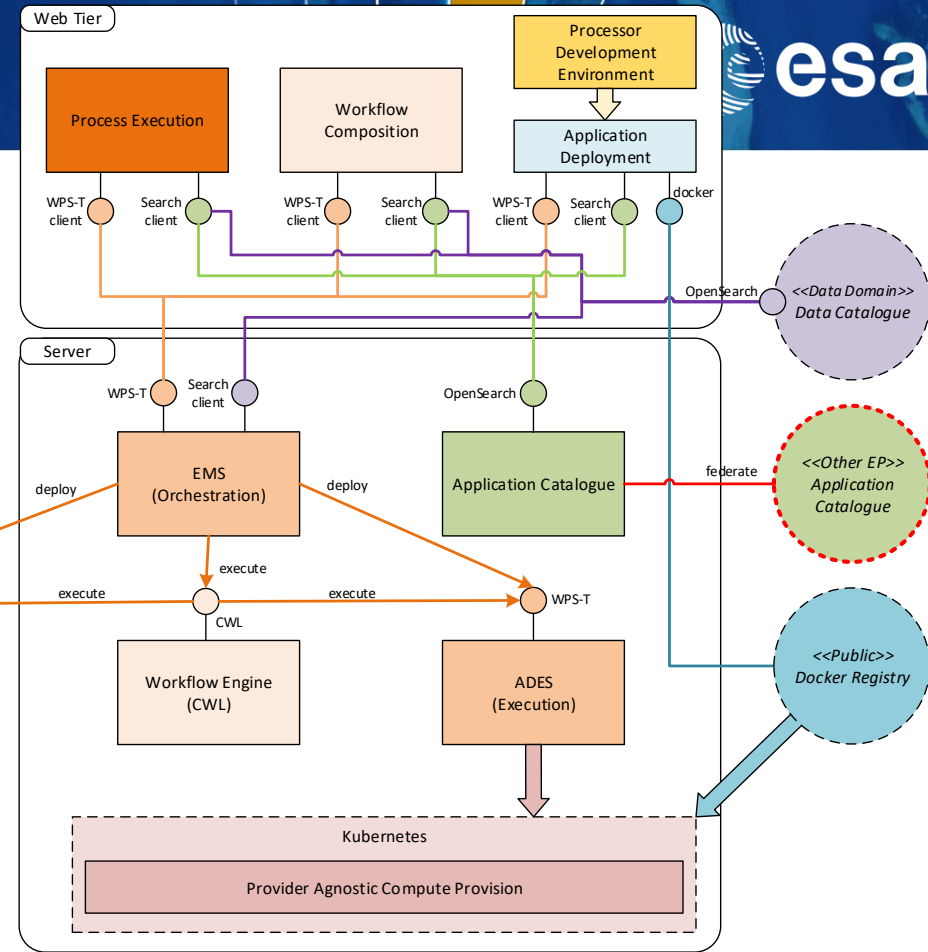 Web Tier
esa
Process Execution
Workflow
Composition
Processor
Development
Environment
Application
Deployment
WPS-T
client
Search
client
WPS-T
client
Search
client
WPS-T
client
Search
client
docker
OpenSearch
<<Data Domain>>
Data Catalogue
Server
WPS-T
Search
client
OpenSearch
EMS
(Orchestration)
Application Catalogue
deploy
deploy
federate
<<Other EP>>
Application
Catalogue
execute
execute
execute
CWL
WPS-T
Workflow Engine
(CWL)
ADES
(Execution)
<<Public>>
Docker Registry
Kubernetes
Provider Agnostic Compute Provision